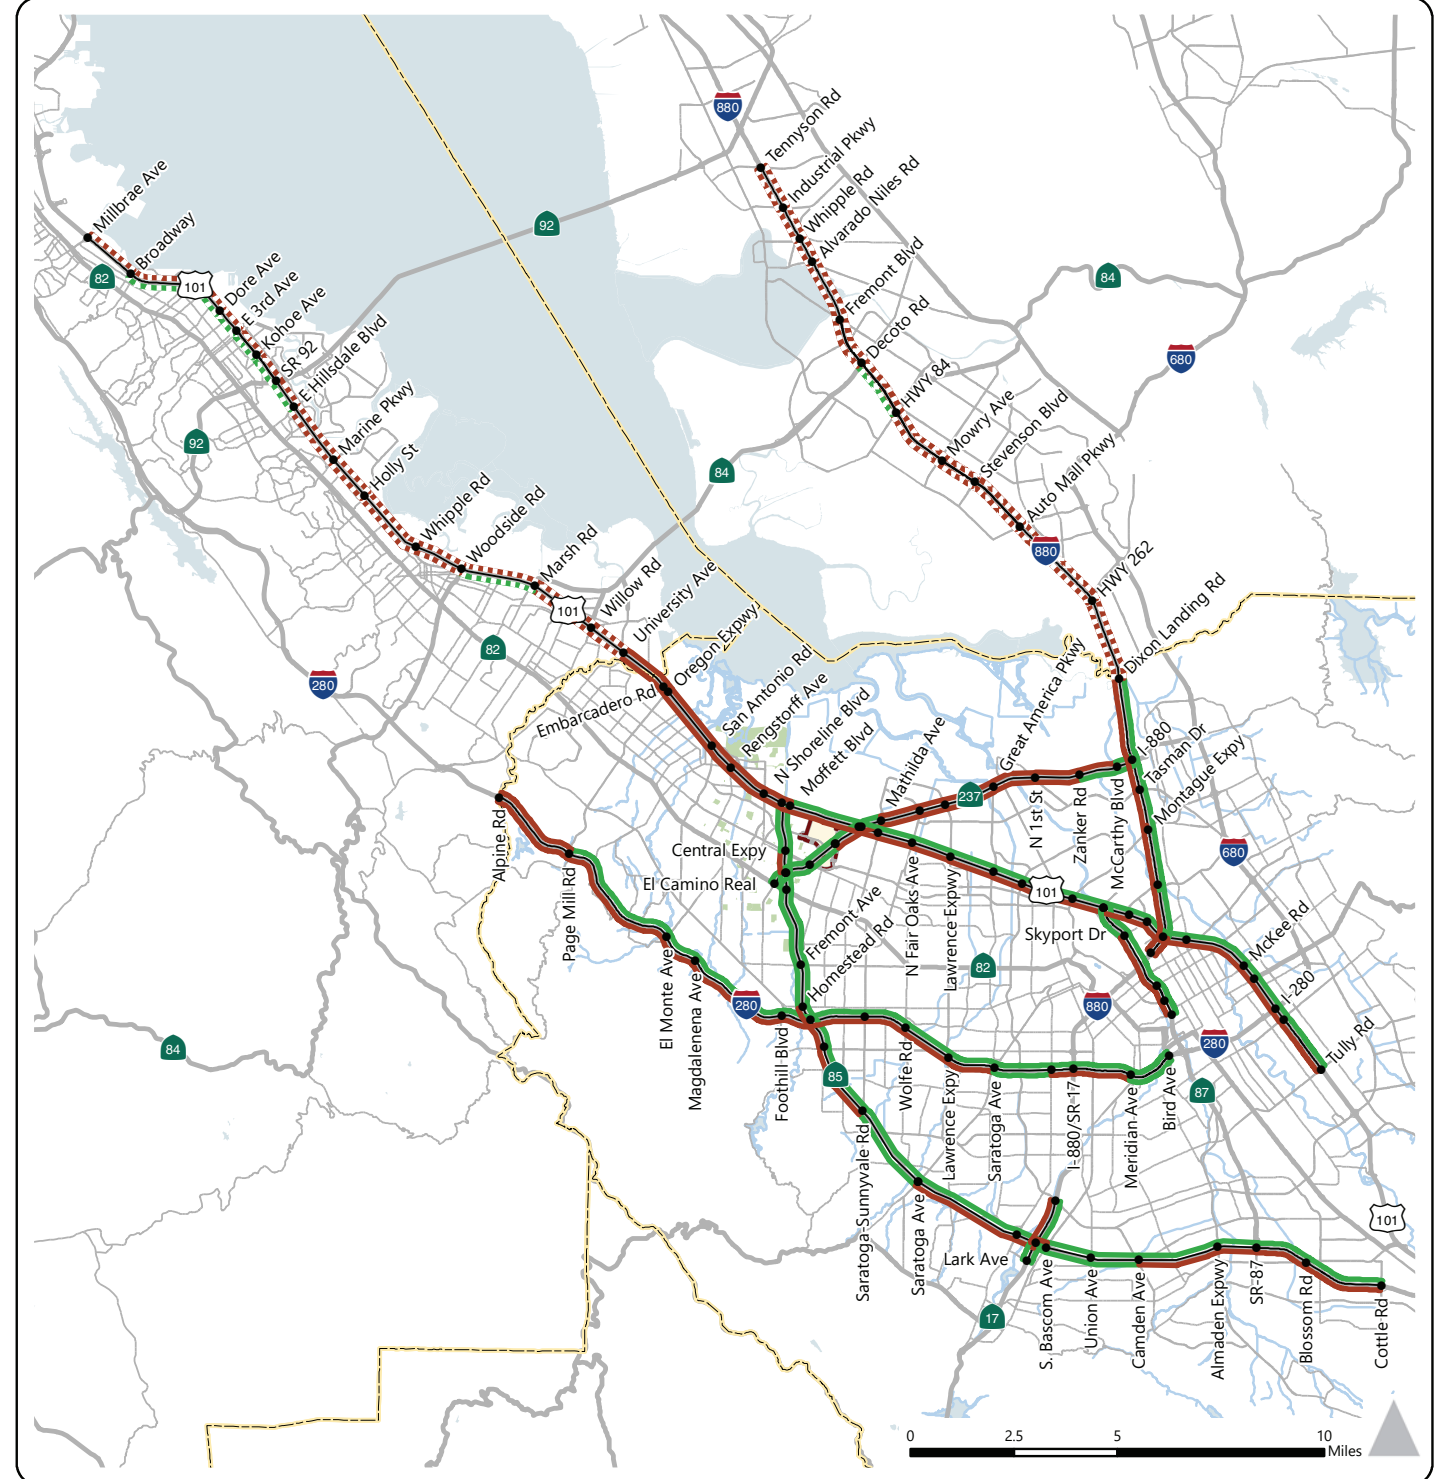 880
Tennyson Rd
Industrial Pkwy
Whipple Rd
Alvarado Niles Rd
Fremont Blvd
Decoto Rd
HWY 84
Mowry Ave
Stevenson Blvd
Auto Mall Pkwy
880
HWY 262
Dixon Landing Rd
Millbrae Ave
Broadway
82
101
Dore Ave
E 3rd Ave
Kohoe Ave
SR-92
E Hillsdale Blvd
Marine Pkwy
Holly St
Whipple Rd
Woodside Rd
Marsh Rd
101
Willow Rd
University Ave
92
92
84
84
680
82
280
Oregon Expwy
Embarcadero Rd
San Antonio Rd
Rengstorff Ave
N Shoreline Blvd
Moffett Blvd
Mathilda Ave
Great America Pkwy
237
I-880
Tasman Dr
Montague Expy
N 1st St
Zanker Rd
McCarthy Blvd
680
Central Expy
El Camino Real
Alpine Rd
Page Mill Rd
El Monte Ave
Magdalenena Ave
280
Foothill Blvd
Fremont Ave
Homestead Rd
N Fair Oaks Ave
Lawrence Expwy
101
Skyport Dr
82
880
McKee Rd
I-280
Tully Rd
280
87
84
85
Wolfe Rd
Lawrence Expy
Saratoga Ave
I-880/SR-17
Meridian Ave
Bird Ave
Saratoga-Sunnyvale Rd
Saratoga Ave
Lark Ave
17
S. Bascom Ave
Union Ave
Camden Ave
Almaden Expwy
SR-87
Blossom Rd
Cottle Rd
101
0
2.5
5
10
Miles